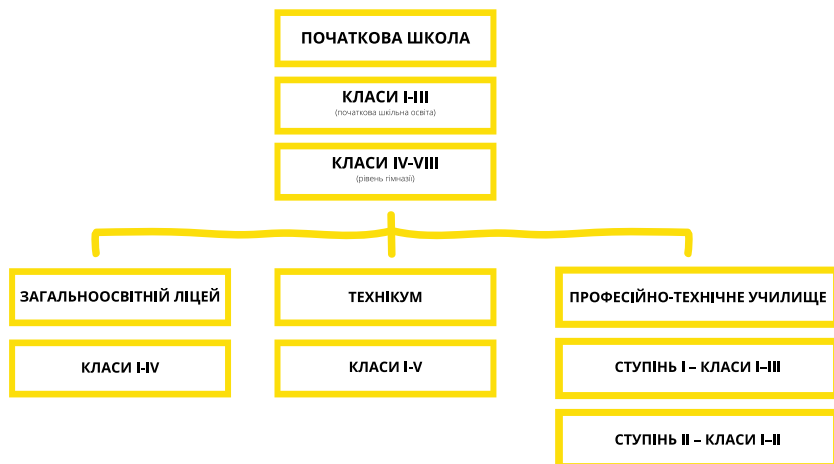 ПОЧАТКОВА ШКОЛА
КЛАСИ I-III
(початкова шкільна освіта)
КЛАСИ IV-VIII
(рівень гімназії)
ЗАГАЛЬНООСВІТНІЙ ЛІЦЕЙ
ТЕХНІКУМ
ПРОФЕСІЙНО-ТЕХНІЧНЕ УЧИЛИЩЕ
КЛАСИ I-IV
КЛАСИ I-V
СТУПІНЬ I – КЛАСИ I–III
СТУПІНЬ II – КЛАСИ I–II